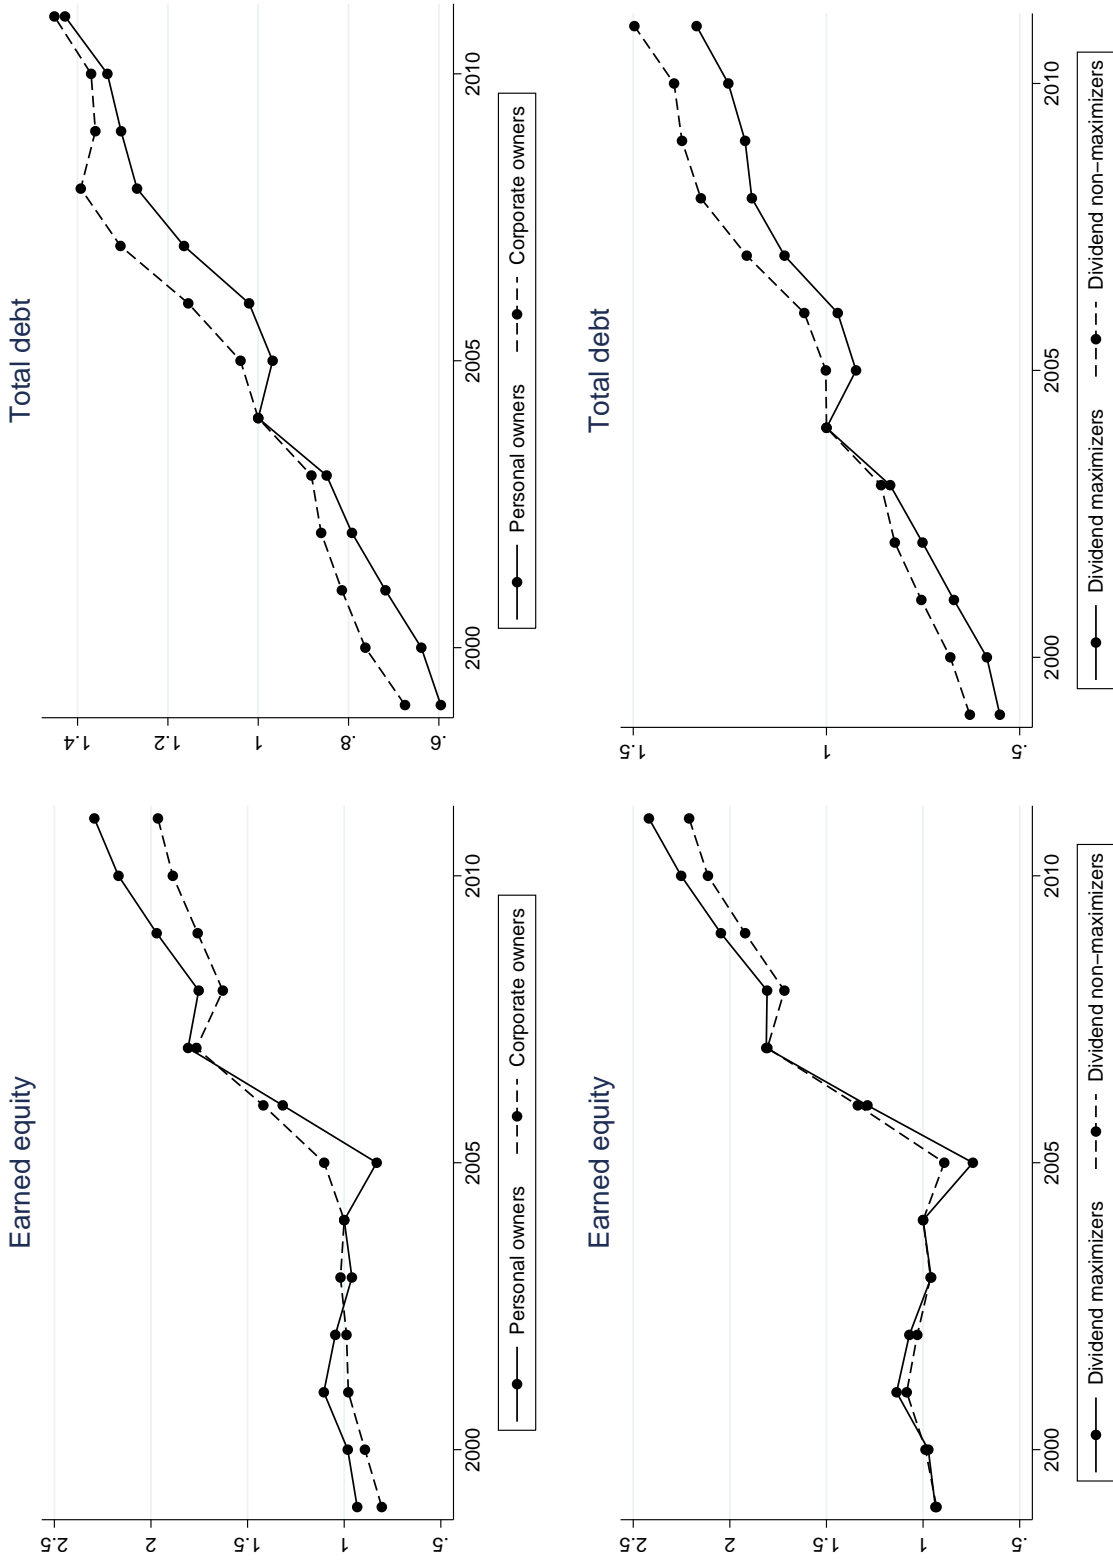 Earned equity
2.5
2
1.5
1
.5
2000
2005
2010
Personal owners
Corporate owners
Total debt
1.4
1.2
1
.8
.6
2000
2005
2010
Personal owners
Corporate owners
Earned equity
2.5
2
1.5
1
.5
2000
2005
2010
Dividend maximizers
Dividend non−maximizers
Total debt
1.5
1
.5
2000
2005
2010
Dividend maximizers
Dividend non−maximizers